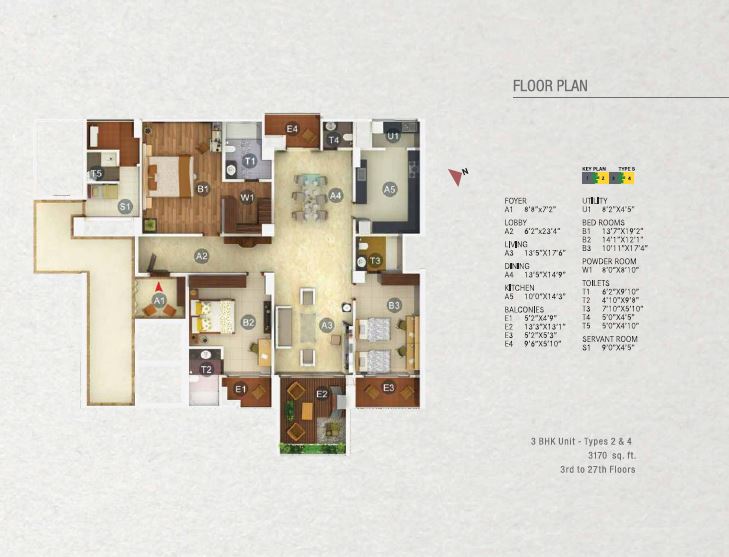 FLOOR PLAN
E4
T4
U1
T1
T5
B1
A4
A5
W1
S1
N
A2
T3
A1
B3
B2
A3
T2
E1
E2
E3
KEY PLAN TYPE B
1 2 3 4
FOYER
A1 8'8"x7'2"
LOBBY
A2 6'2"x23'4"
LIVING
A3 13'5"X17'6"
DINING
A4 13'5"X14'9"
KITCHEN
A5 10'0"X14'3"
BALCONIES
E1 5'2"X4'9"
E2 13'3"X13'1"
E3 5'2"X5'3"
E4 9'6"X5'10"
UTILITY
U1 8'2"X4'5"
BED ROOMS
B1 13'7"X19'2"
B2 14'1"X12'1"
B3 10'11"X17'4"
POWDER ROOM
W1 8'0"X8'10"
TOILETS
T1 6'2"X9'10"
T2 4'10"X9'8"
T3 7'10"X5'10"
T4 5'0"X4'5"
T5 5'0"X4'10"
SERVANT ROOM
S1 9'0"X4'5"
3 BHK Unit - Types 2 & 4
3170 sq. ft.
3rd to 27th Floors